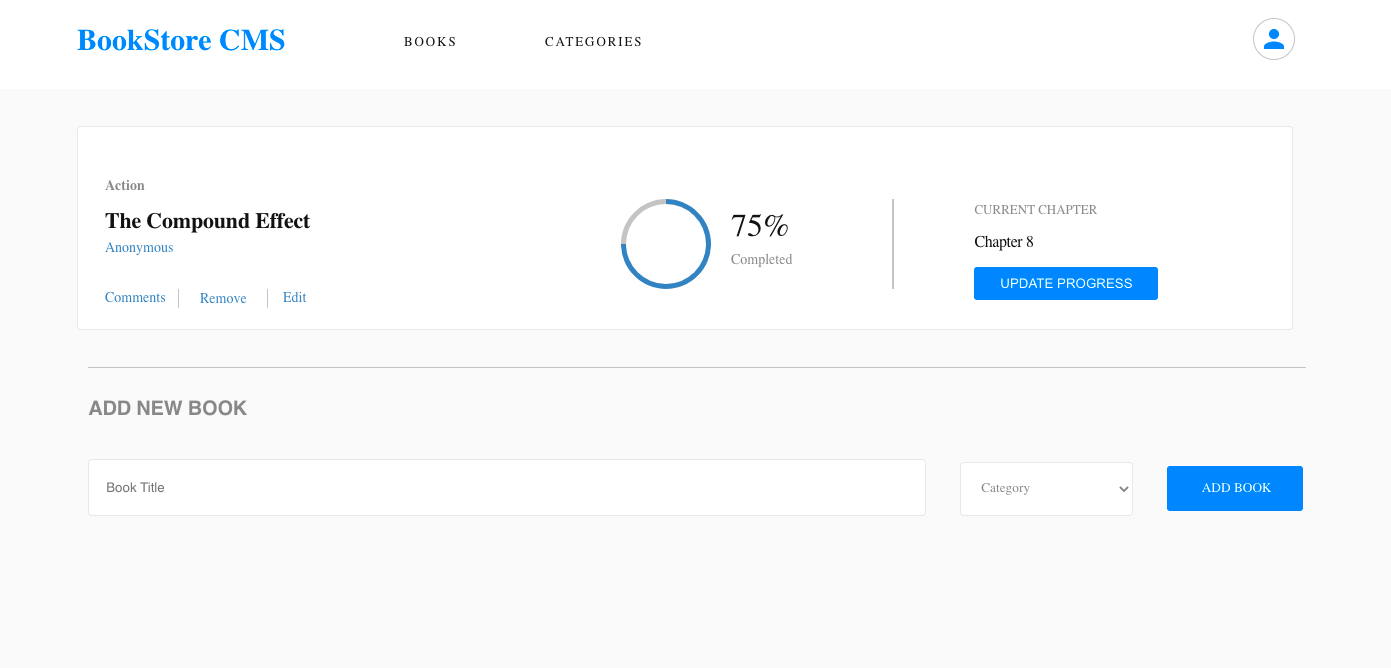 BookStore CMS
BOOKS
CATEGORIES
Action
The Compound Effect
Anonymous
Comments
Remove
Edit
75%
Completed
CURRENT CHAPTER
Chapter 8
UPDATE PROGRESS
ADD NEW BOOK
Book Title
Category
ADD BOOK